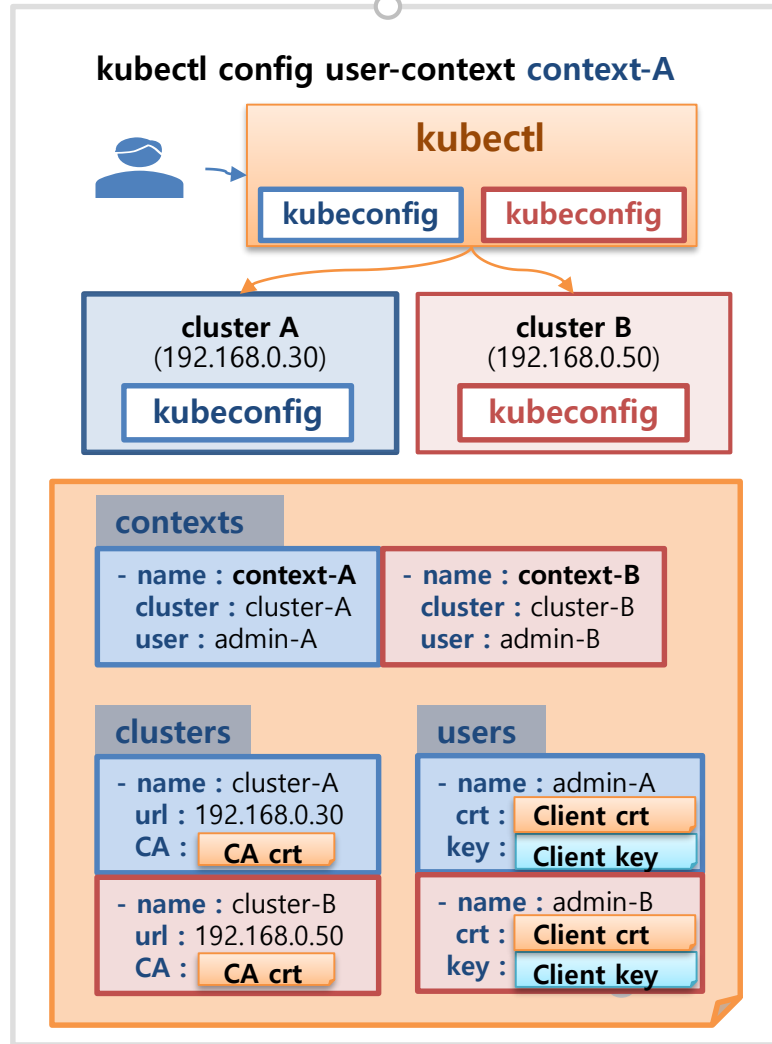 kubectl config user-context context-A
kubectl
kubeconfig kubeconfig
cluster A
(192.168.0.30)
kubeconfig
cluster B
(192.168.0.50)
kubeconfig
contexts
- name : context-A
cluster : cluster-A
user : admin-A
- name : context-B
cluster : cluster-B
user : admin-B
clusters
- name : cluster-A
url : 192.168.0.30
CA : CA crt
- name : cluster-B
url : 192.168.0.50
CA : CA crt
users
- name : admin-A
crt : Client crt
key : Client key
- name : admin-B
crt : Client crt
key : Client key